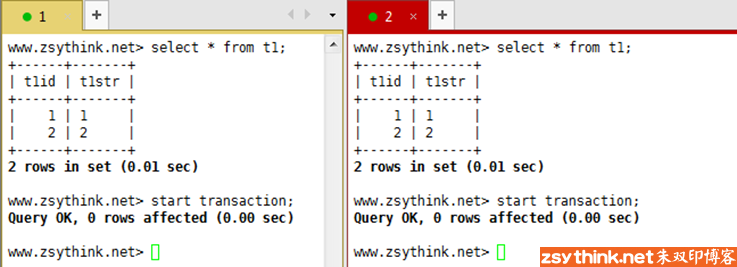 1
www.zsythink.net> select * from t1;
+------+-------+
| t1id | t1str |
+------+-------+
|    1 | 1     |
|    2 | 2     |
+------+-------+
2 rows in set (0.01 sec)
www.zsythink.net> start transaction;
Query OK, 0 rows affected (0.00 sec)
www.zsythink.net>
2
www.zsythink.net> select * from t1;
+------+-------+
| t1id | t1str |
+------+-------+
|    1 | 1     |
|    2 | 2     |
+------+-------+
2 rows in set (0.01 sec)
www.zsythink.net> start transaction;
Query OK, 0 rows affected (0.00 sec)
www.zsythink.net>
zsythink.net朱双印博客